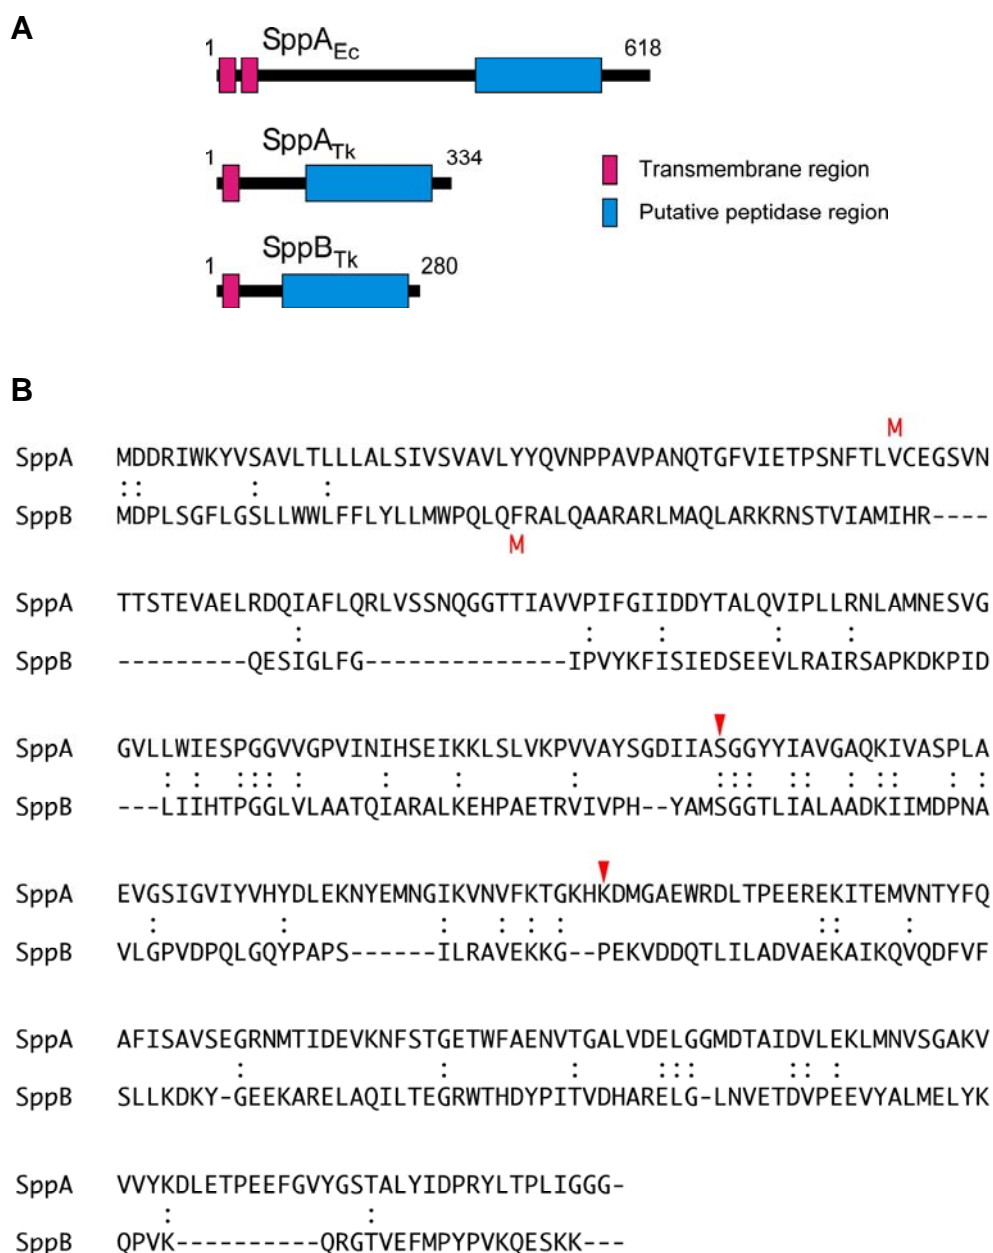 A
1 SppA_Ec 618
1 SppA_Tk 334
Transmembrane region
Putative peptidase region
1 SppB_Tk 280
B
M
SppA MDDRIWKYVSAVLTLLLALSIVSVAVLYYQVNPPAVPANQTGFVIETPSNFTLVCEGSVN
:: : :
SppB MDPLSGFLGSLLWWLFFLYLLMWPQLQFRALQAARARLMAQLARKRNSTVIAMIHR----
M
SppA TTSTEVAELRDQIAFLQRLVSSNQGGTTIAVVPIFGIIDDYTALQVIPLLRNLAMNESVG
: : : : :
SppB ---------QESIGLFG--------------IPVYKFISIEDSEEVLRAIRSAPKDKPID
SppA GVLLWIESPGGVVGPVINIHSEIKKLSLVKPVVAYSGDIIASGGYYIAVGAQKIVASPLA
: : ::: : : : : ::: :: : :: : :
SppB ---LIIHTPGGLVLAATQIARALKEHPAETRVIVPH--YAMSGGTLIALAADKIIMDPNA
SppA EVGSIGVIYVHYDLEKNYEMNGIKVNVFKTGKHKDMGAEWRDLTPEEREKITEMVNTYFQ
: : : : : : :: :
SppB VLGPVDPQLGQYPAPS------ILRAVEKKG--PEKVDDQTLILADVAEKAIKQVQDFVF
SppA AFISAVSEGRNMTIDEVKNFSTGETWFAENVTGALVDELGGMDTAIDVLEKLMNVSGAKV
: : : ::: :: :
SppB SLLKDKY-GEEKARELAQILTEGRWTHDYPITVDHARELG-LNVETDVPEEVYALMELYK
SppA VVYKDLETPEEFGVYGSTALYIDPRYLTPLIGGG-
: :
SppB QPVK----------QRGTVEFMPYPVKQESKK---